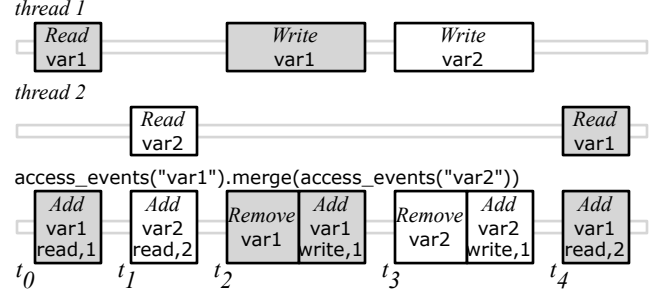 thread 1
Read Write Write
var1 var1 var2
thread 2
Read Read
var2 var1
access_events("var1").merge(access_events("var2"))
Add Add Remove Add Remove Add Add
var1 var2 var1 var1 var2 var2 var1
read,1 read,2 write,1 write,1 read,2
t0 t1 t2 t3 t4